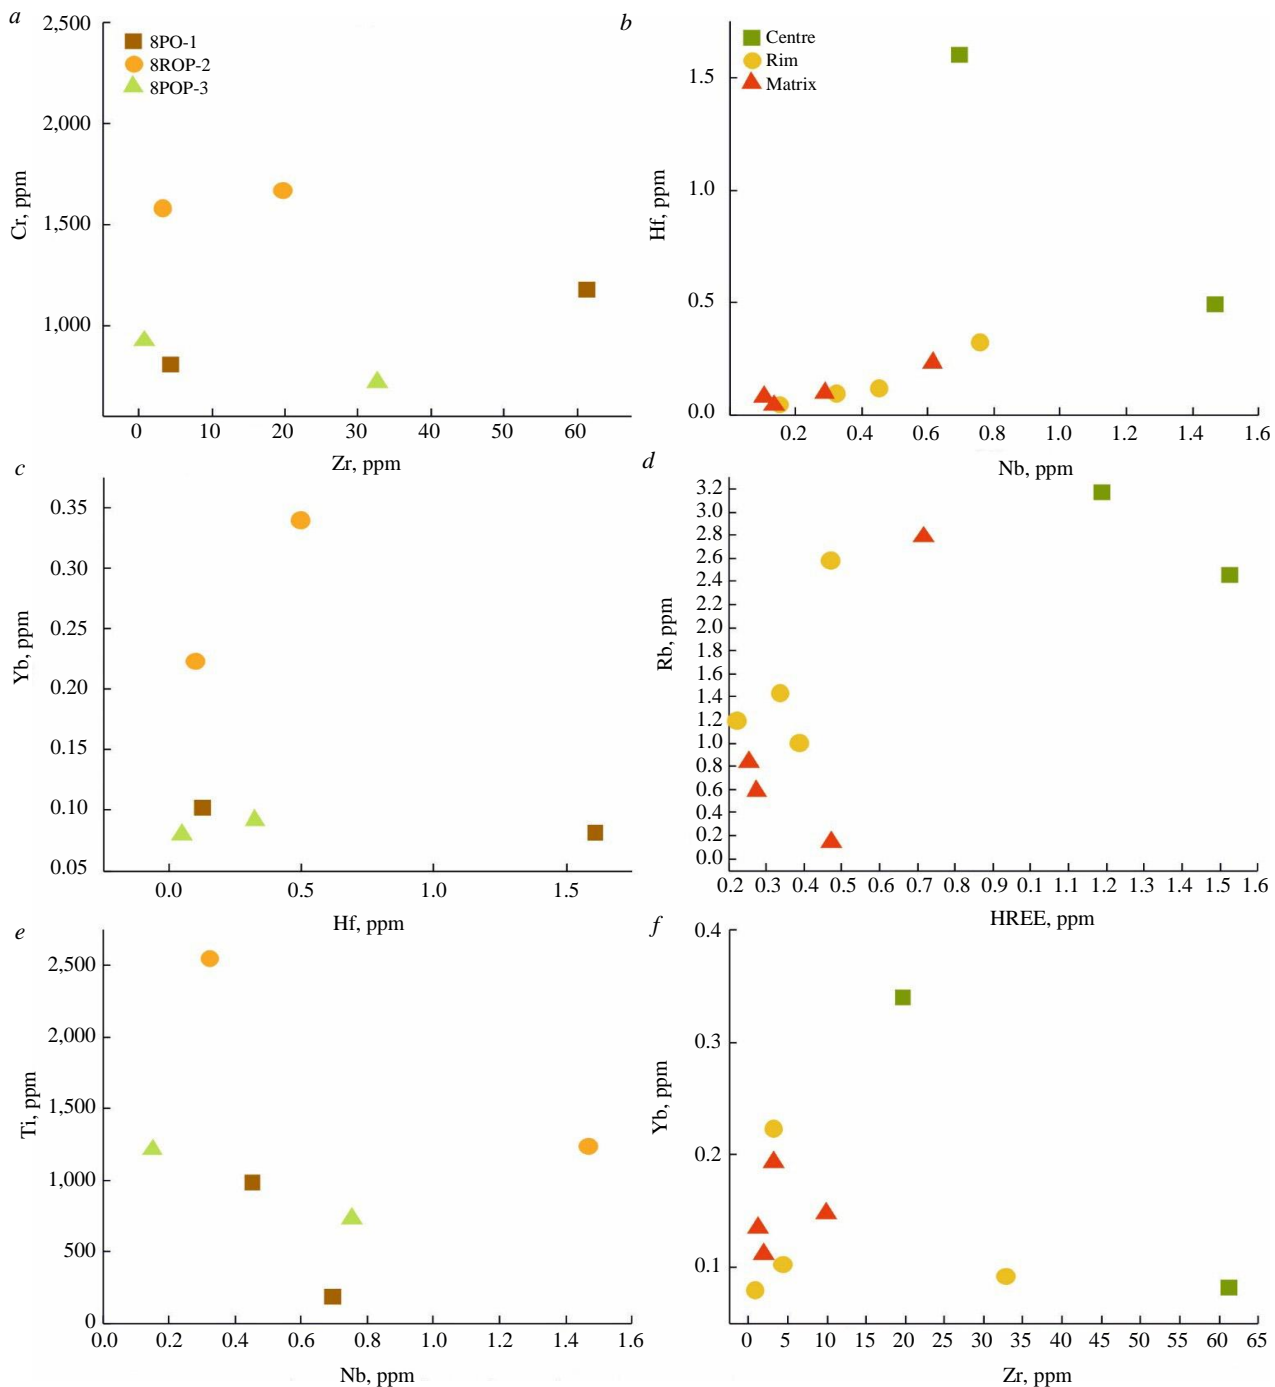 a
2,500
2,000
1,500
1,000
Cr, ppm
8PO-1
8ROP-2
8POP-3
0 10 20 30 40 50 60
Zr, ppm
b
1.5
1.0
0.5
0.0
Hf, ppm
Centre
Rim
Matrix
0.2 0.4 0.6 0.8 1.0 1.2 1.4 1.6
Nb, ppm
c
0.35
0.30
0.25
0.20
0.15
0.10
0.05
Yb, ppm
0.0 0.5 1.0 1.5
Hf, ppm
d
3.2
3.0
2.8
2.6
2.4
2.2
2.0
1.8
1.6
1.4
1.2
1.0
0.8
0.6
0.4
0.2
0.0
Rb, ppm
0.2 0.3 0.4 0.5 0.6 0.7 0.8 0.9 0.1 1.1 1.2 1.3 1.4 1.5 1.6
HREE, ppm
e
2,500
2,000
1,500
1,000
500
0
Ti, ppm
0.0 0.2 0.4 0.6 0.8 1.0 1.2 1.4 1.6
Nb, ppm
f
0.4
0.3
0.2
0.1
Yb, ppm
0 5 10 15 20 25 30 35 40 45 50 55 60 65
Zr, ppm